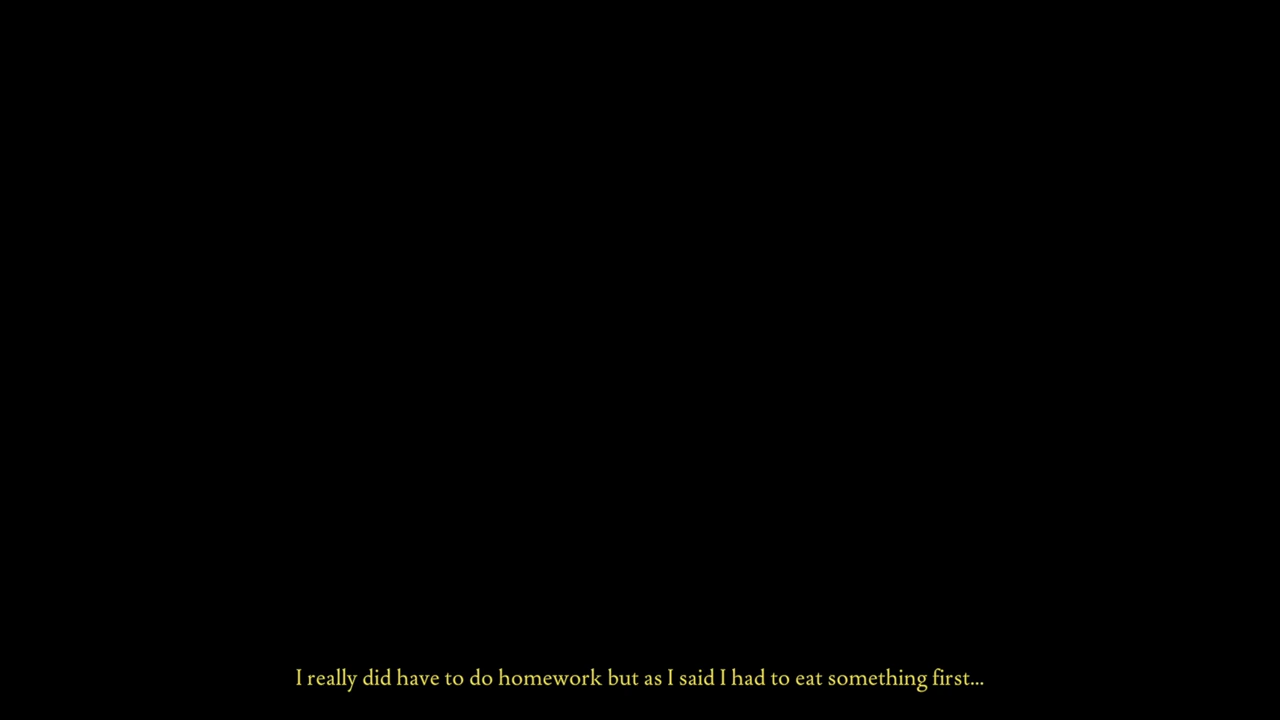 I really did have to do homework but as I said I had to eat something first...